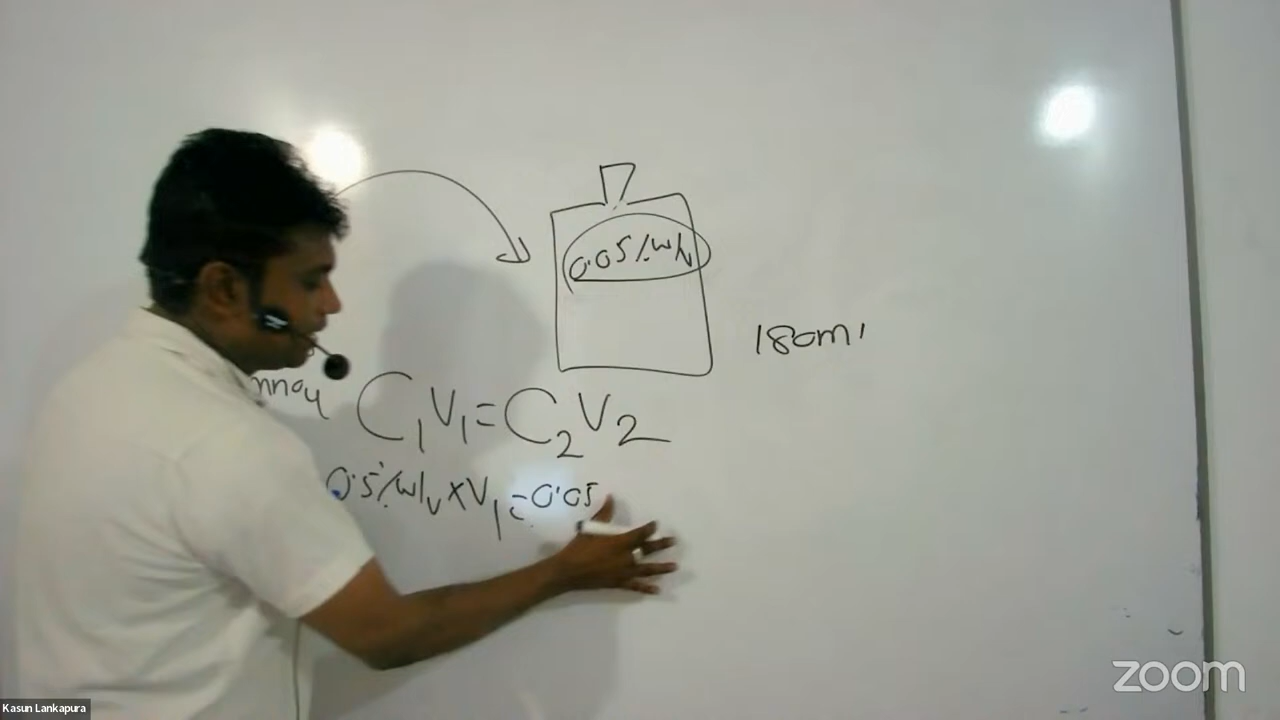 0.05%w/v
180ml
C₁V₁=C₂V₂
0.5%w/v×V₁=0.05
zoom
Kasun Lankapura